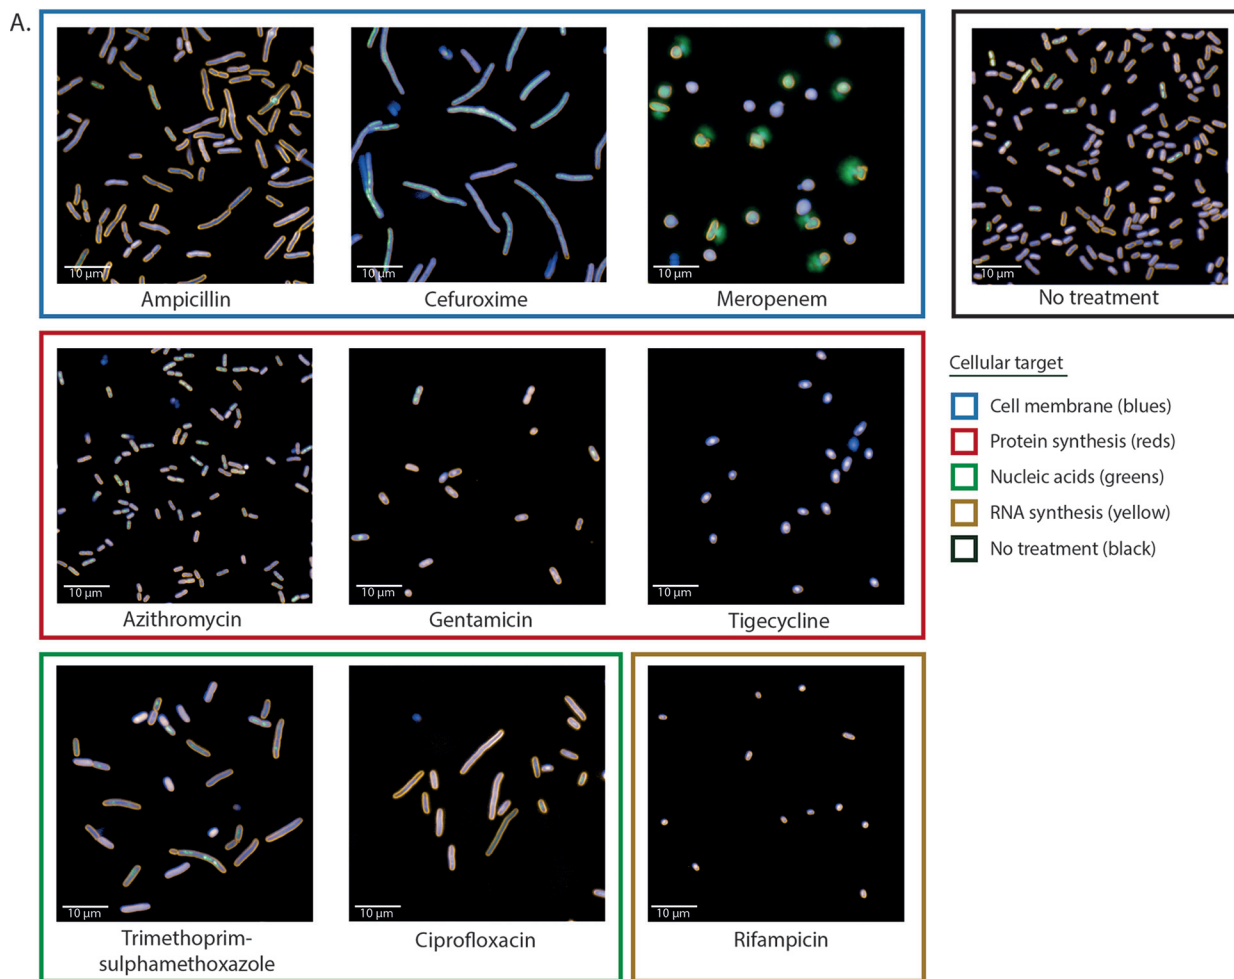 A.
10 µm
Ampicillin
10 µm
Cefuroxime
10 µm
Meropenem
10 µm
No treatment
10 µm
Azithromycin
10 µm
Gentamicin
10 µm
Tigecycline
Cellular target
Cell membrane (blues)
Protein synthesis (reds)
Nucleic acids (greens)
RNA synthesis (yellow)
No treatment (black)
10 µm
Trimethoprim-
sulphamethoxazole
10 µm
Ciprofloxacin
10 µm
Rifampicin